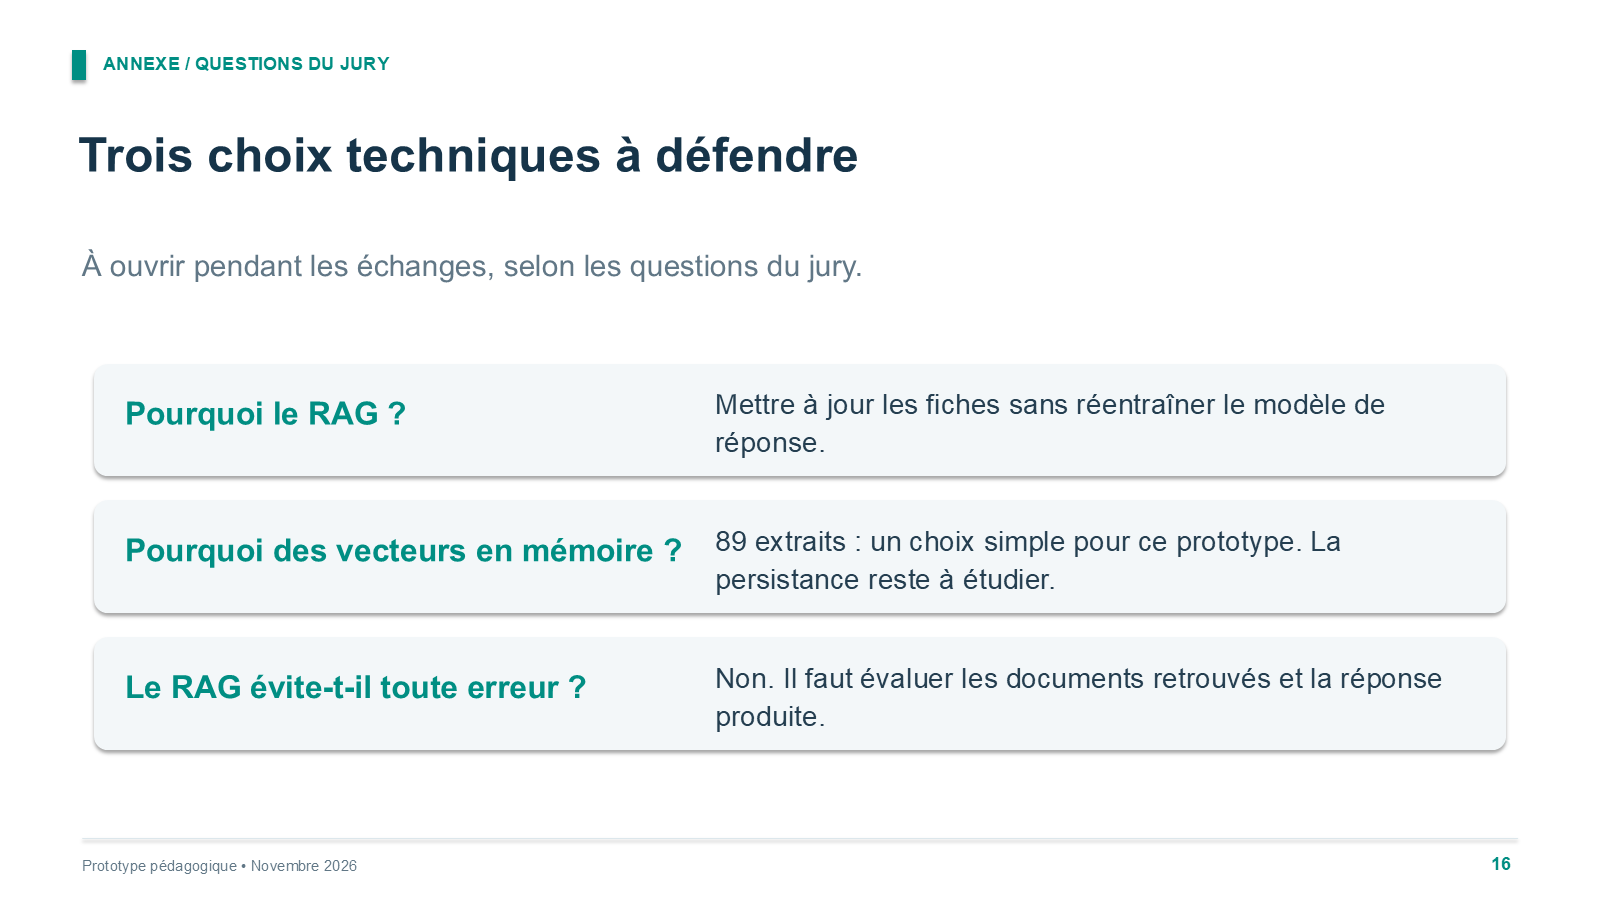 ANNEXE / QUESTIONS DU JURY
Trois choix techniques à défendre
À ouvrir pendant les échanges, selon les questions du jury.
Pourquoi le RAG ?
Mettre à jour les fiches sans réentraîner le modèle de
réponse.
Pourquoi des vecteurs en mémoire ?
89 extraits : un choix simple pour ce prototype. La
persistance reste à étudier.
Le RAG évite-t-il toute erreur ?
Non. Il faut évaluer les documents retrouvés et la réponse
produite.
Prototype pédagogique • Novembre 2026
16